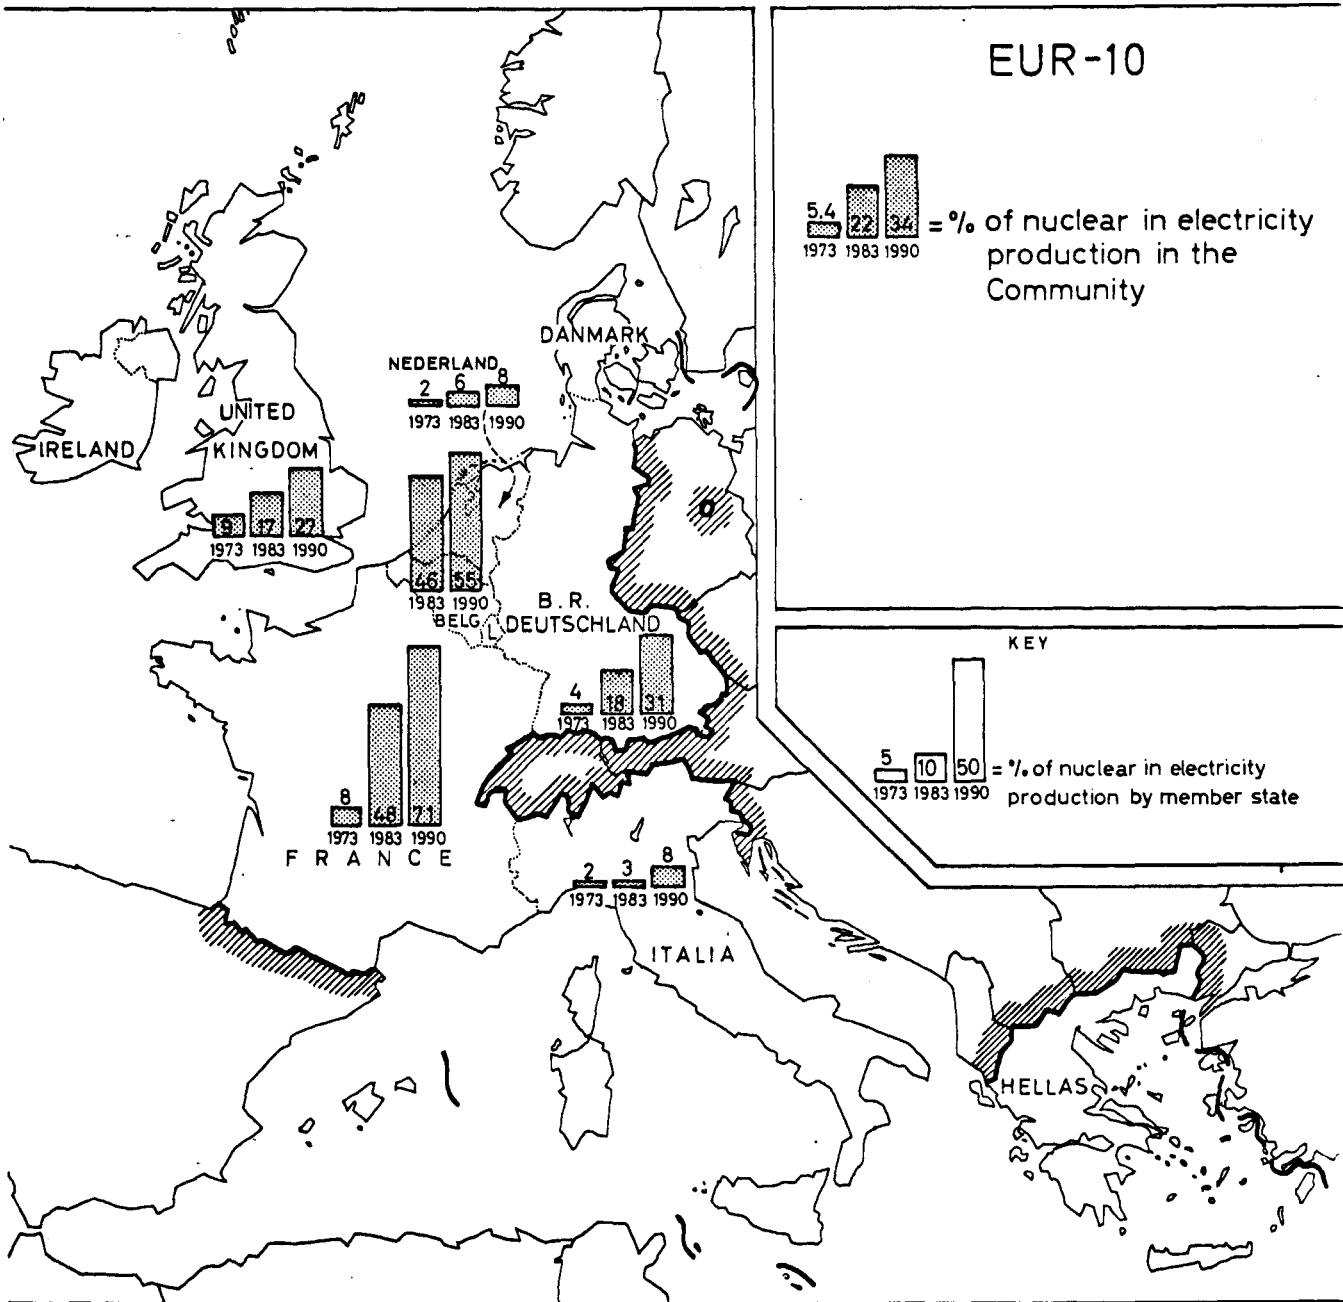 EUR-10
5.4 22 34
1973 1983 1990
= % of nuclear in electricity
production in the
Community
DANMARK
NEDERLAND
2 6 8
1973 1983 1990
IRELAND
UNITED
KINGDOM
9 17 27
1973 1983 1990
46 55
1983 1990
BELG
B.R.
DEUTSCHLAND
4 18 31
1973 1983 1990
8 48 71
1973 1983 1990
FRANCE
2 3 8
1973 1983 1990
ITALIA
HELLAS
KEY
5 10 50
1973 1983 1990
= % of nuclear in electricity
production by member state